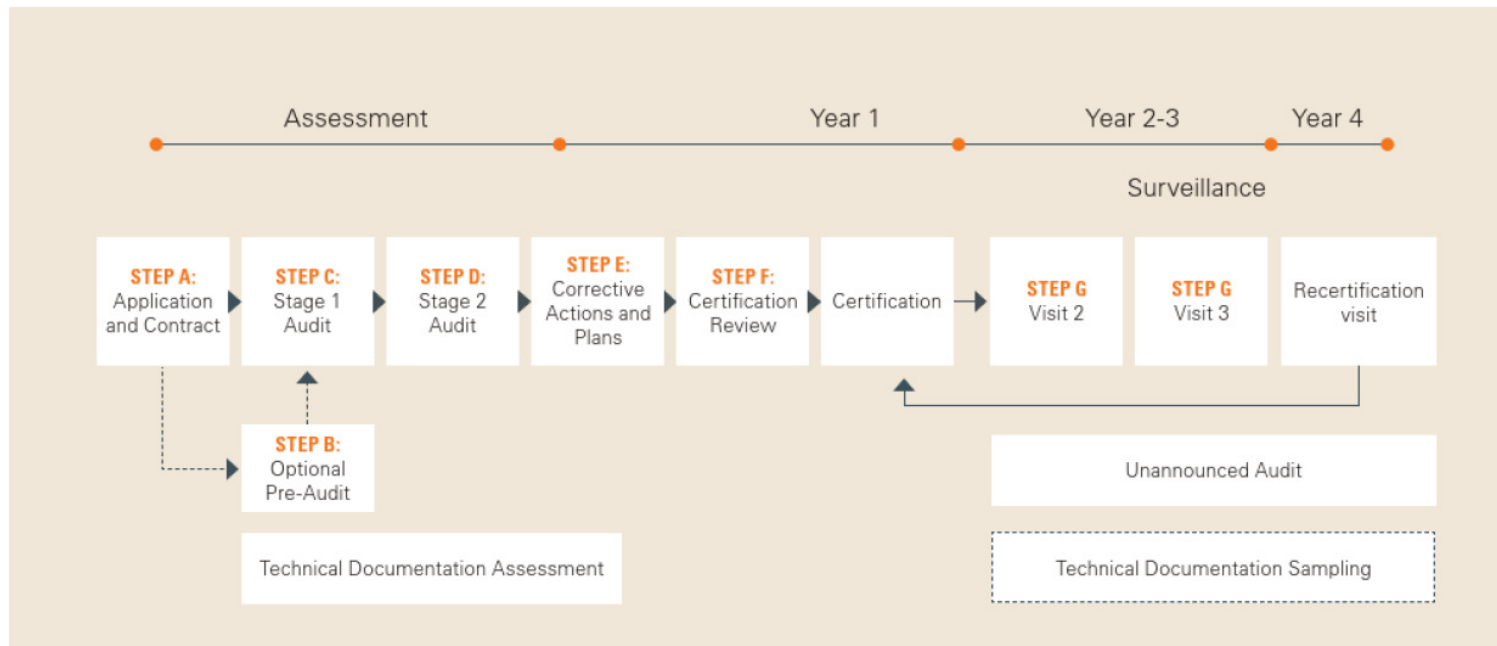 Assessment
Year 1
Year 2-3
Year 4
Surveillance
STEP A:
Application
and Contract
STEP C:
Stage 1
Audit
STEP D:
Stage 2
Audit
STEP E:
Corrective
Actions and
Plans
STEP F:
Certification
Review
Certification
STEP G
Visit 2
STEP G
Visit 3
Recertification
visit
STEP B:
Optional
Pre-Audit
Unannounced Audit
Technical Documentation Assessment
Technical Documentation Sampling